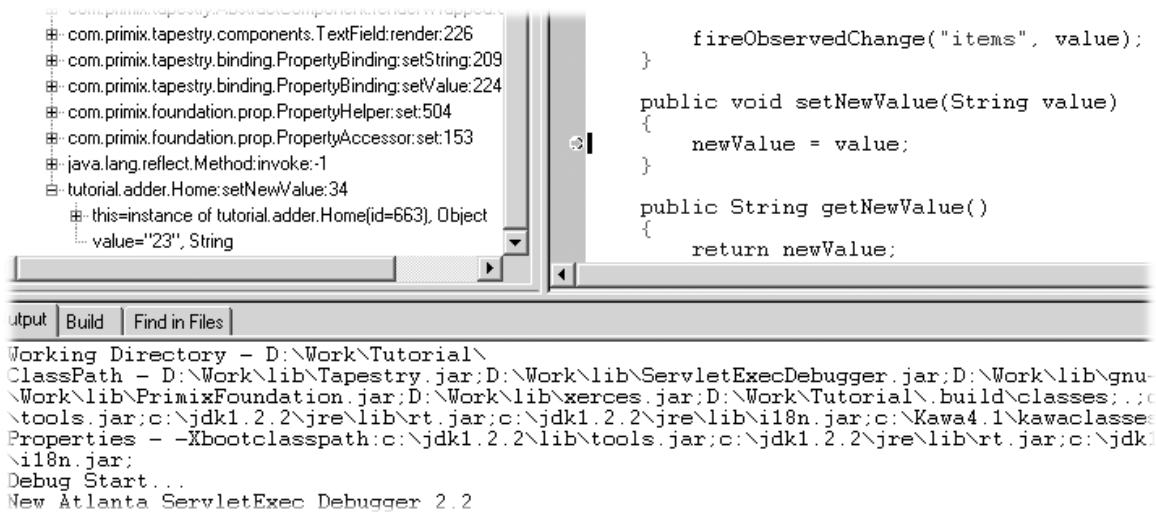 com.primix.tapestry.AbstractComponent:renderWrapped:
com.primix.tapestry.components.TextField:render:226
com.primix.tapestry.binding.PropertyBinding:setString:209
com.primix.tapestry.binding.PropertyBinding:setValue:224
com.primix.foundation.prop.PropertyHelper:set:504
com.primix.foundation.prop.PropertyAccessor:set:153
java.lang.reflect.Method:invoke:-1
tutorial.adder.Home:setNewValue:34
this=instance of tutorial.adder.Home(id=663), Object
value="23", String
fireObservedChange("items", value);
}
public void setNewValue(String value)
{
newValue = value;
}
public String getNewValue()
{
return newValue;
utput Build Find in Files
Working Directory - D:\Work\Tutorial\
ClassPath - D:\Work\lib\Tapestry.jar;D:\Work\lib\ServletExecDebugger.jar;D:\Work\lib\gnu-
\Work\lib\PrimixFoundation.jar;D:\Work\lib\xerces.jar;D:\Work\Tutorial\.build\classes;.;c
\tools.jar;c:\jdk1.2.2\jre\lib\rt.jar;c:\jdk1.2.2\jre\lib\i18n.jar;c:\Kawa4.1\kawaclasses
Properties - -Xbootclasspath:c:\jdk1.2.2\lib\tools.jar;c:\jdk1.2.2\jre\lib\rt.jar;c:\jdk1
\i18n.jar;
Debug Start...
New Atlanta ServletExec Debugger 2.2